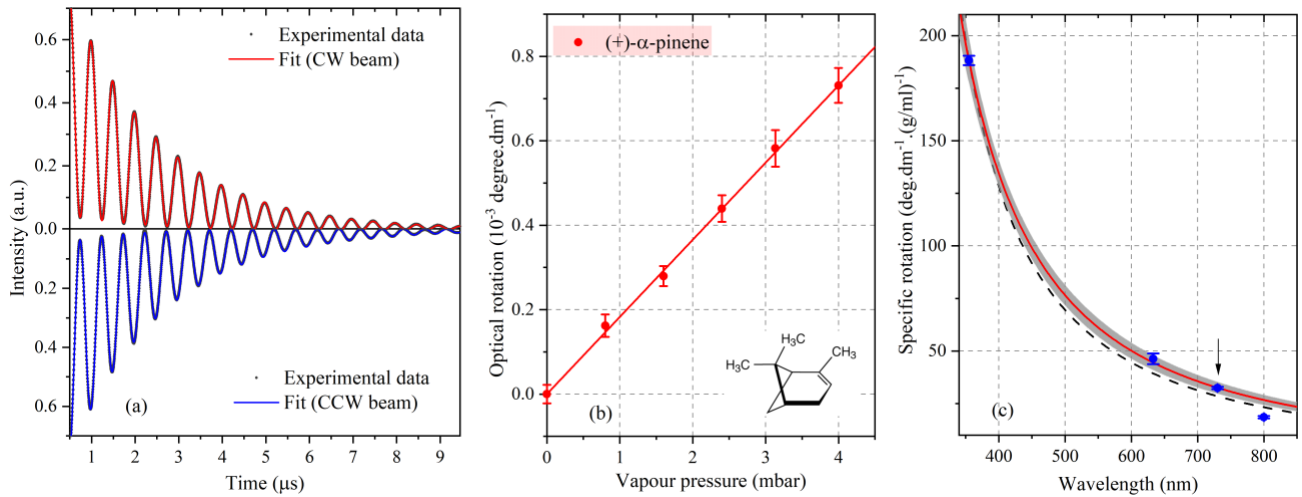 0.6
0.4
0.2
0.0
0.2
0.4
0.6
Intensity (a.u.)
Experimental data
Fit (CW beam)
Experimental data
Fit (CCW beam)
(a)
1 2 3 4 5 6 7 8 9
Time (μs)
0.8
0.6
0.4
0.2
0.0
Optical rotation (10⁻³ degree.dm⁻¹)
(+)-α-pinene
H₃C
H₃C
CH₃
(b)
0 1 2 3 4
Vapour pressure (mbar)
200
150
100
50
Specific rotation (deg.dm⁻¹.(g/ml)⁻¹)
(c)
400 500 600 700 800
Wavelength (nm)